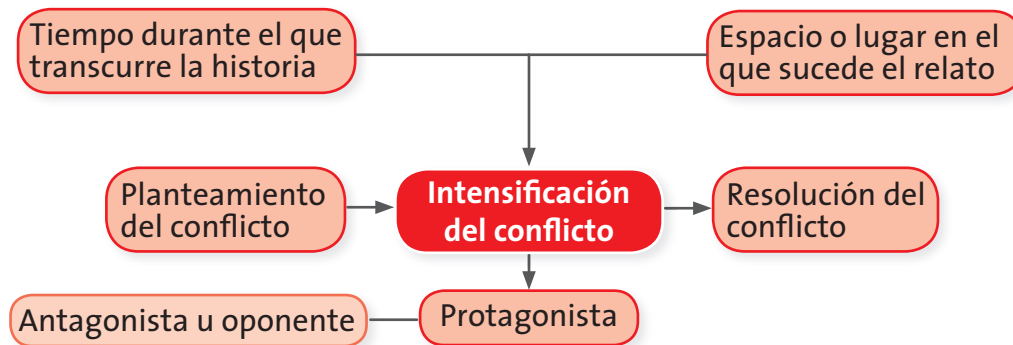 Tiempo durante el que
transcurre la historia
Espacio o lugar en el
que sucede el relato
Planteamiento
del conflicto
Intensificación
del conflicto
Resolución del
conflicto
Antagonista u oponente
Protagonista